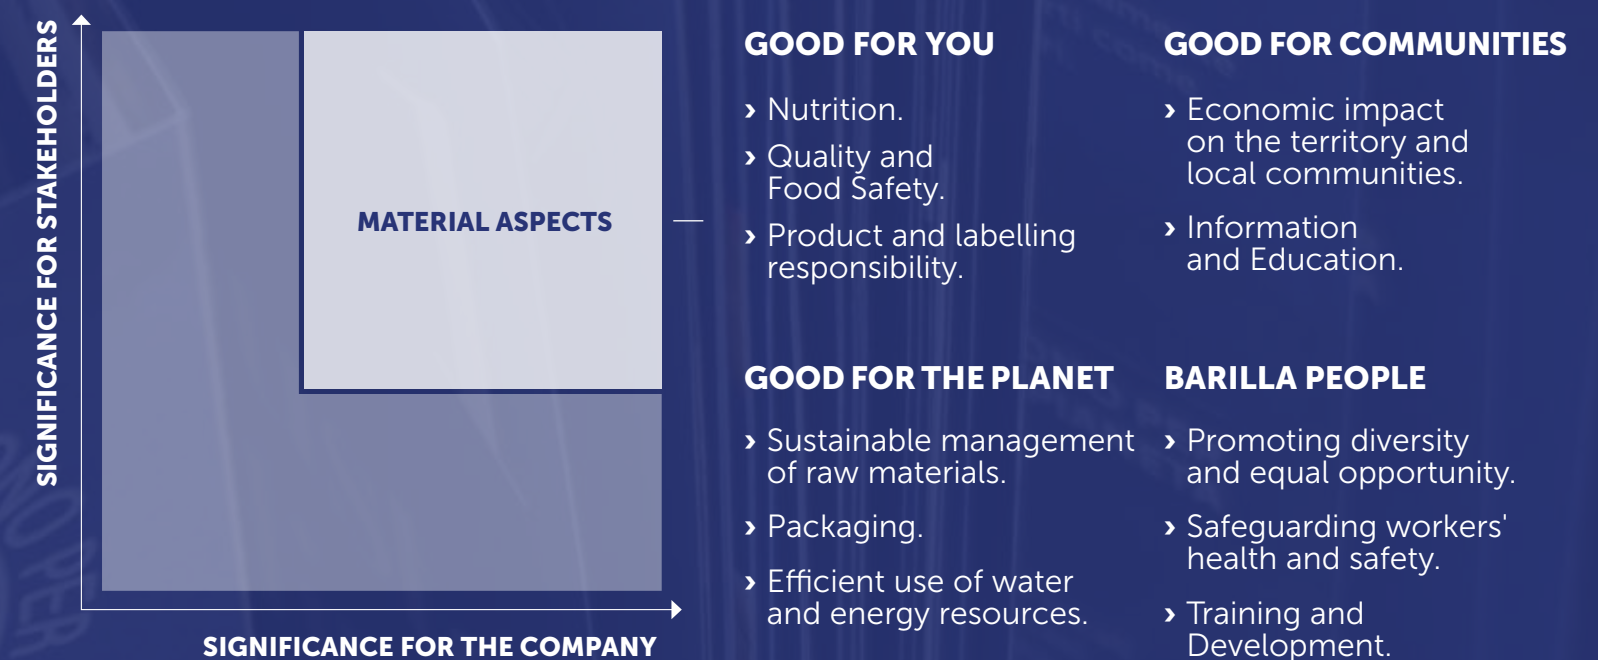 SIGNIFICANCE FOR STAKEHOLDERS
MATERIAL ASPECTS
SIGNIFICANCE FOR THE COMPANY
GOOD FOR YOU
› Nutrition.
› Quality and
Food Safety.
› Product and labelling
responsibility.
GOOD FOR COMMUNITIES
› Economic impact
on the territory and
local communities.
› Information
and Education.
GOOD FOR THE PLANET
› Sustainable management
of raw materials.
› Packaging.
› Efficient use of water
and energy resources.
BARILLA PEOPLE
› Promoting diversity
and equal opportunity.
› Safeguarding workers'
health and safety.
› Training and
Development.